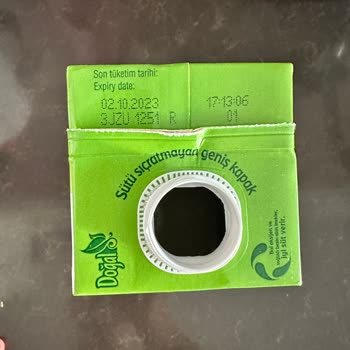 Son tüketim tarihi:
Expiry date:
02.10.2023 17:13:06
3JZU 1251 R 01
Sütü sıçratmayan geniş kapak
Doğal
iyi süt verir.